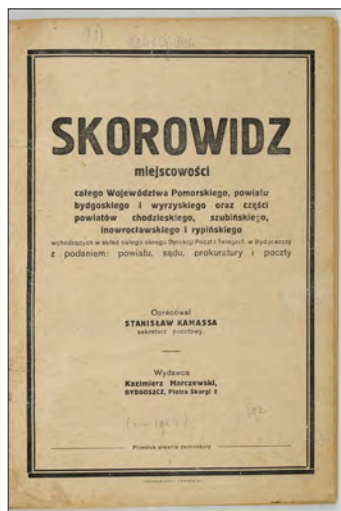 SKOROWIDZ
miejscowości
całego Województwa Pomorskiego, powiatu
bydgoskiego i wyrzyskiego oraz części
powiatów chodzieskiego, szubińskiego,
inowrocławskiego i rypińskiego
wchodzących w skład całego okręgu Dyrekcji Poczt i Telegraf. w Bydgoszczy
z podaniem: powiatu, sądu, prokuratury i poczty
Opracował
STANISŁAW KAMASSA
sekretarz pocztowy.
Wydawca
Kazimierz Marczewski,
BYDGOSZCZ, Piotra Skargi 2
Przedruk prawnie zastrzeżony